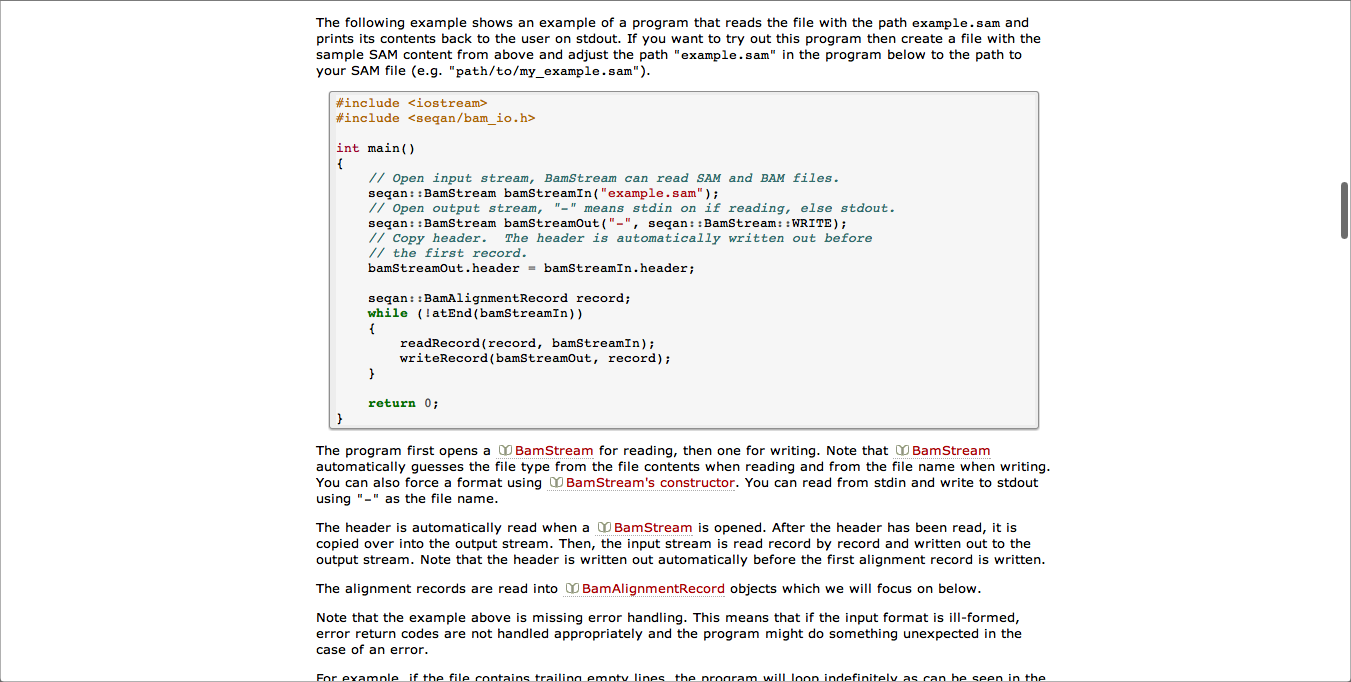 The following example shows an example of a program that reads the file with the path example.sam and
prints its contents back to the user on stdout. If you want to try out this program then create a file with the
sample SAM content from above and adjust the path "example.sam" in the program below to the path to
your SAM file (e.g. "path/to/my_example.sam").
#include <iostream>
#include <seqan/bam_io.h>
int main()
{
// Open input stream, BamStream can read SAM and BAM files.
seqan::BamStream bamStreamIn("example.sam");
// Open output stream, "-" means stdin on if reading, else stdout.
seqan::BamStream bamStreamOut("-", seqan::BamStream::WRITE);
// Copy header.  The header is automatically written out before
// the first record.
bamStreamOut.header = bamStreamIn.header;
seqan::BamAlignmentRecord record;
while (!atEnd(bamStreamIn))
{
readRecord(record, bamStreamIn);
writeRecord(bamStreamOut, record);
}
return 0;
}
The program first opens a BamStream for reading, then one for writing. Note that BamStream
automatically guesses the file type from the file contents when reading and from the file name when writing.
You can also force a format using BamStream's constructor. You can read from stdin and write to stdout
using "-" as the file name.
The header is automatically read when a BamStream is opened. After the header has been read, it is
copied over into the output stream. Then, the input stream is read record by record and written out to the
output stream. Note that the header is written out automatically before the first alignment record is written.
The alignment records are read into BamAlignmentRecord objects which we will focus on below.
Note that the example above is missing error handling. This means that if the input format is ill-formed,
error return codes are not handled appropriately and the program might do something unexpected in the
case of an error.
For example, if the file contains trailing empty lines, the program will loop indefinitely as can be seen in the